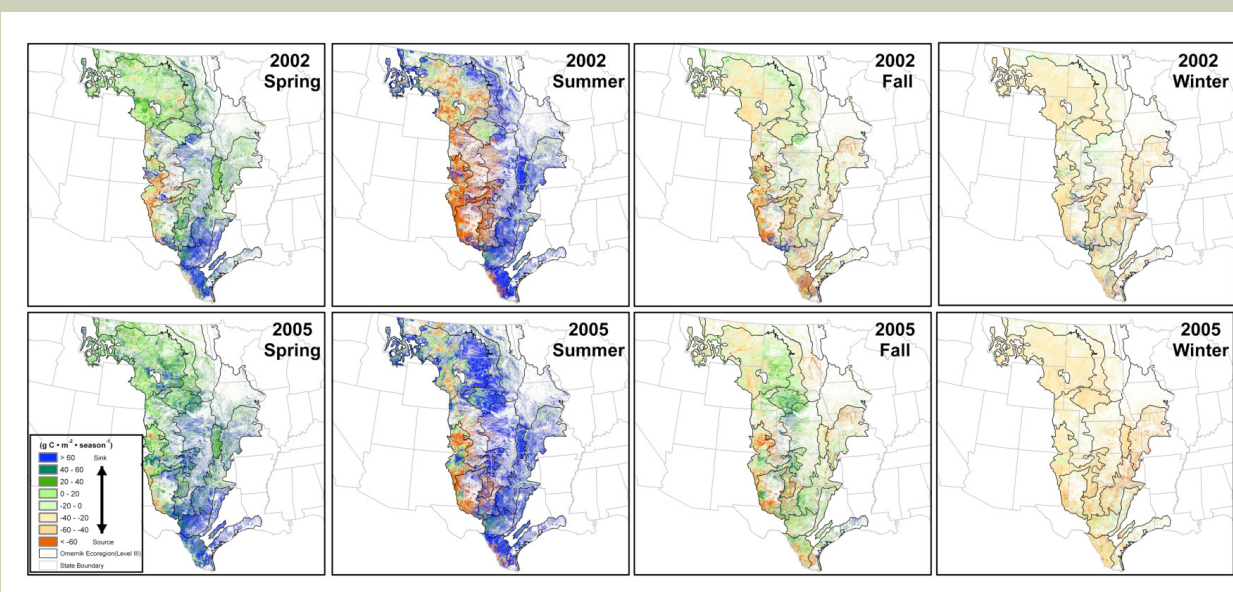 2002
Spring
2002
Summer
2002
Fall
2002
Winter
2005
Spring
2005
Summer
2005
Fall
2005
Winter
(g C • m⁻² • season⁻¹)
> 60 Sink
40 - 60
20 - 40
0 - 20
-20 - 0
-40 - -20
-60 - -40
< -60 Source
Omernik Ecoregion(Level III)
State Boundary